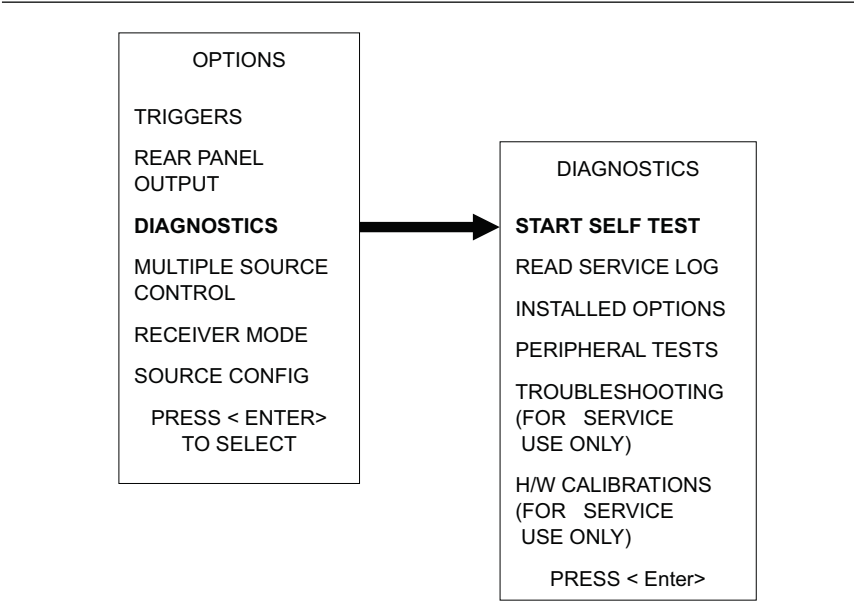 OPTIONS
TRIGGERS
REAR PANEL
OUTPUT
DIAGNOSTICS
MULTIPLE SOURCE
CONTROL
RECEIVER MODE
SOURCE CONFIG
PRESS < ENTER>
TO SELECT
DIAGNOSTICS
START SELF TEST
READ SERVICE LOG
INSTALLED OPTIONS
PERIPHERAL TESTS
TROUBLESHOOTING
(FOR SERVICE
USE ONLY)
H/W CALIBRATIONS
(FOR SERVICE
USE ONLY)
PRESS < Enter>